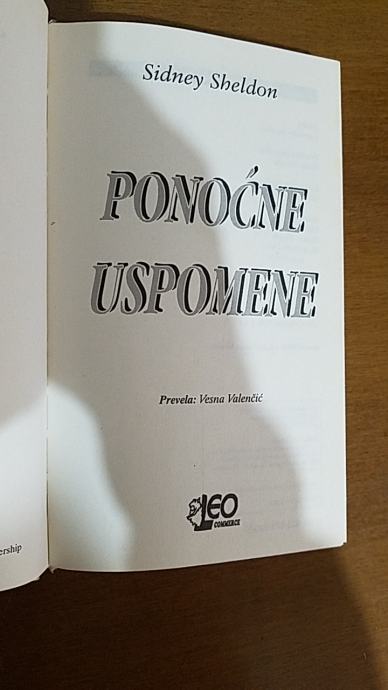 Sidney Sheldon
PONOĆNE
USPOMENE
Prevela: Vesna Valenčić
LEO
COMMERCE
ership